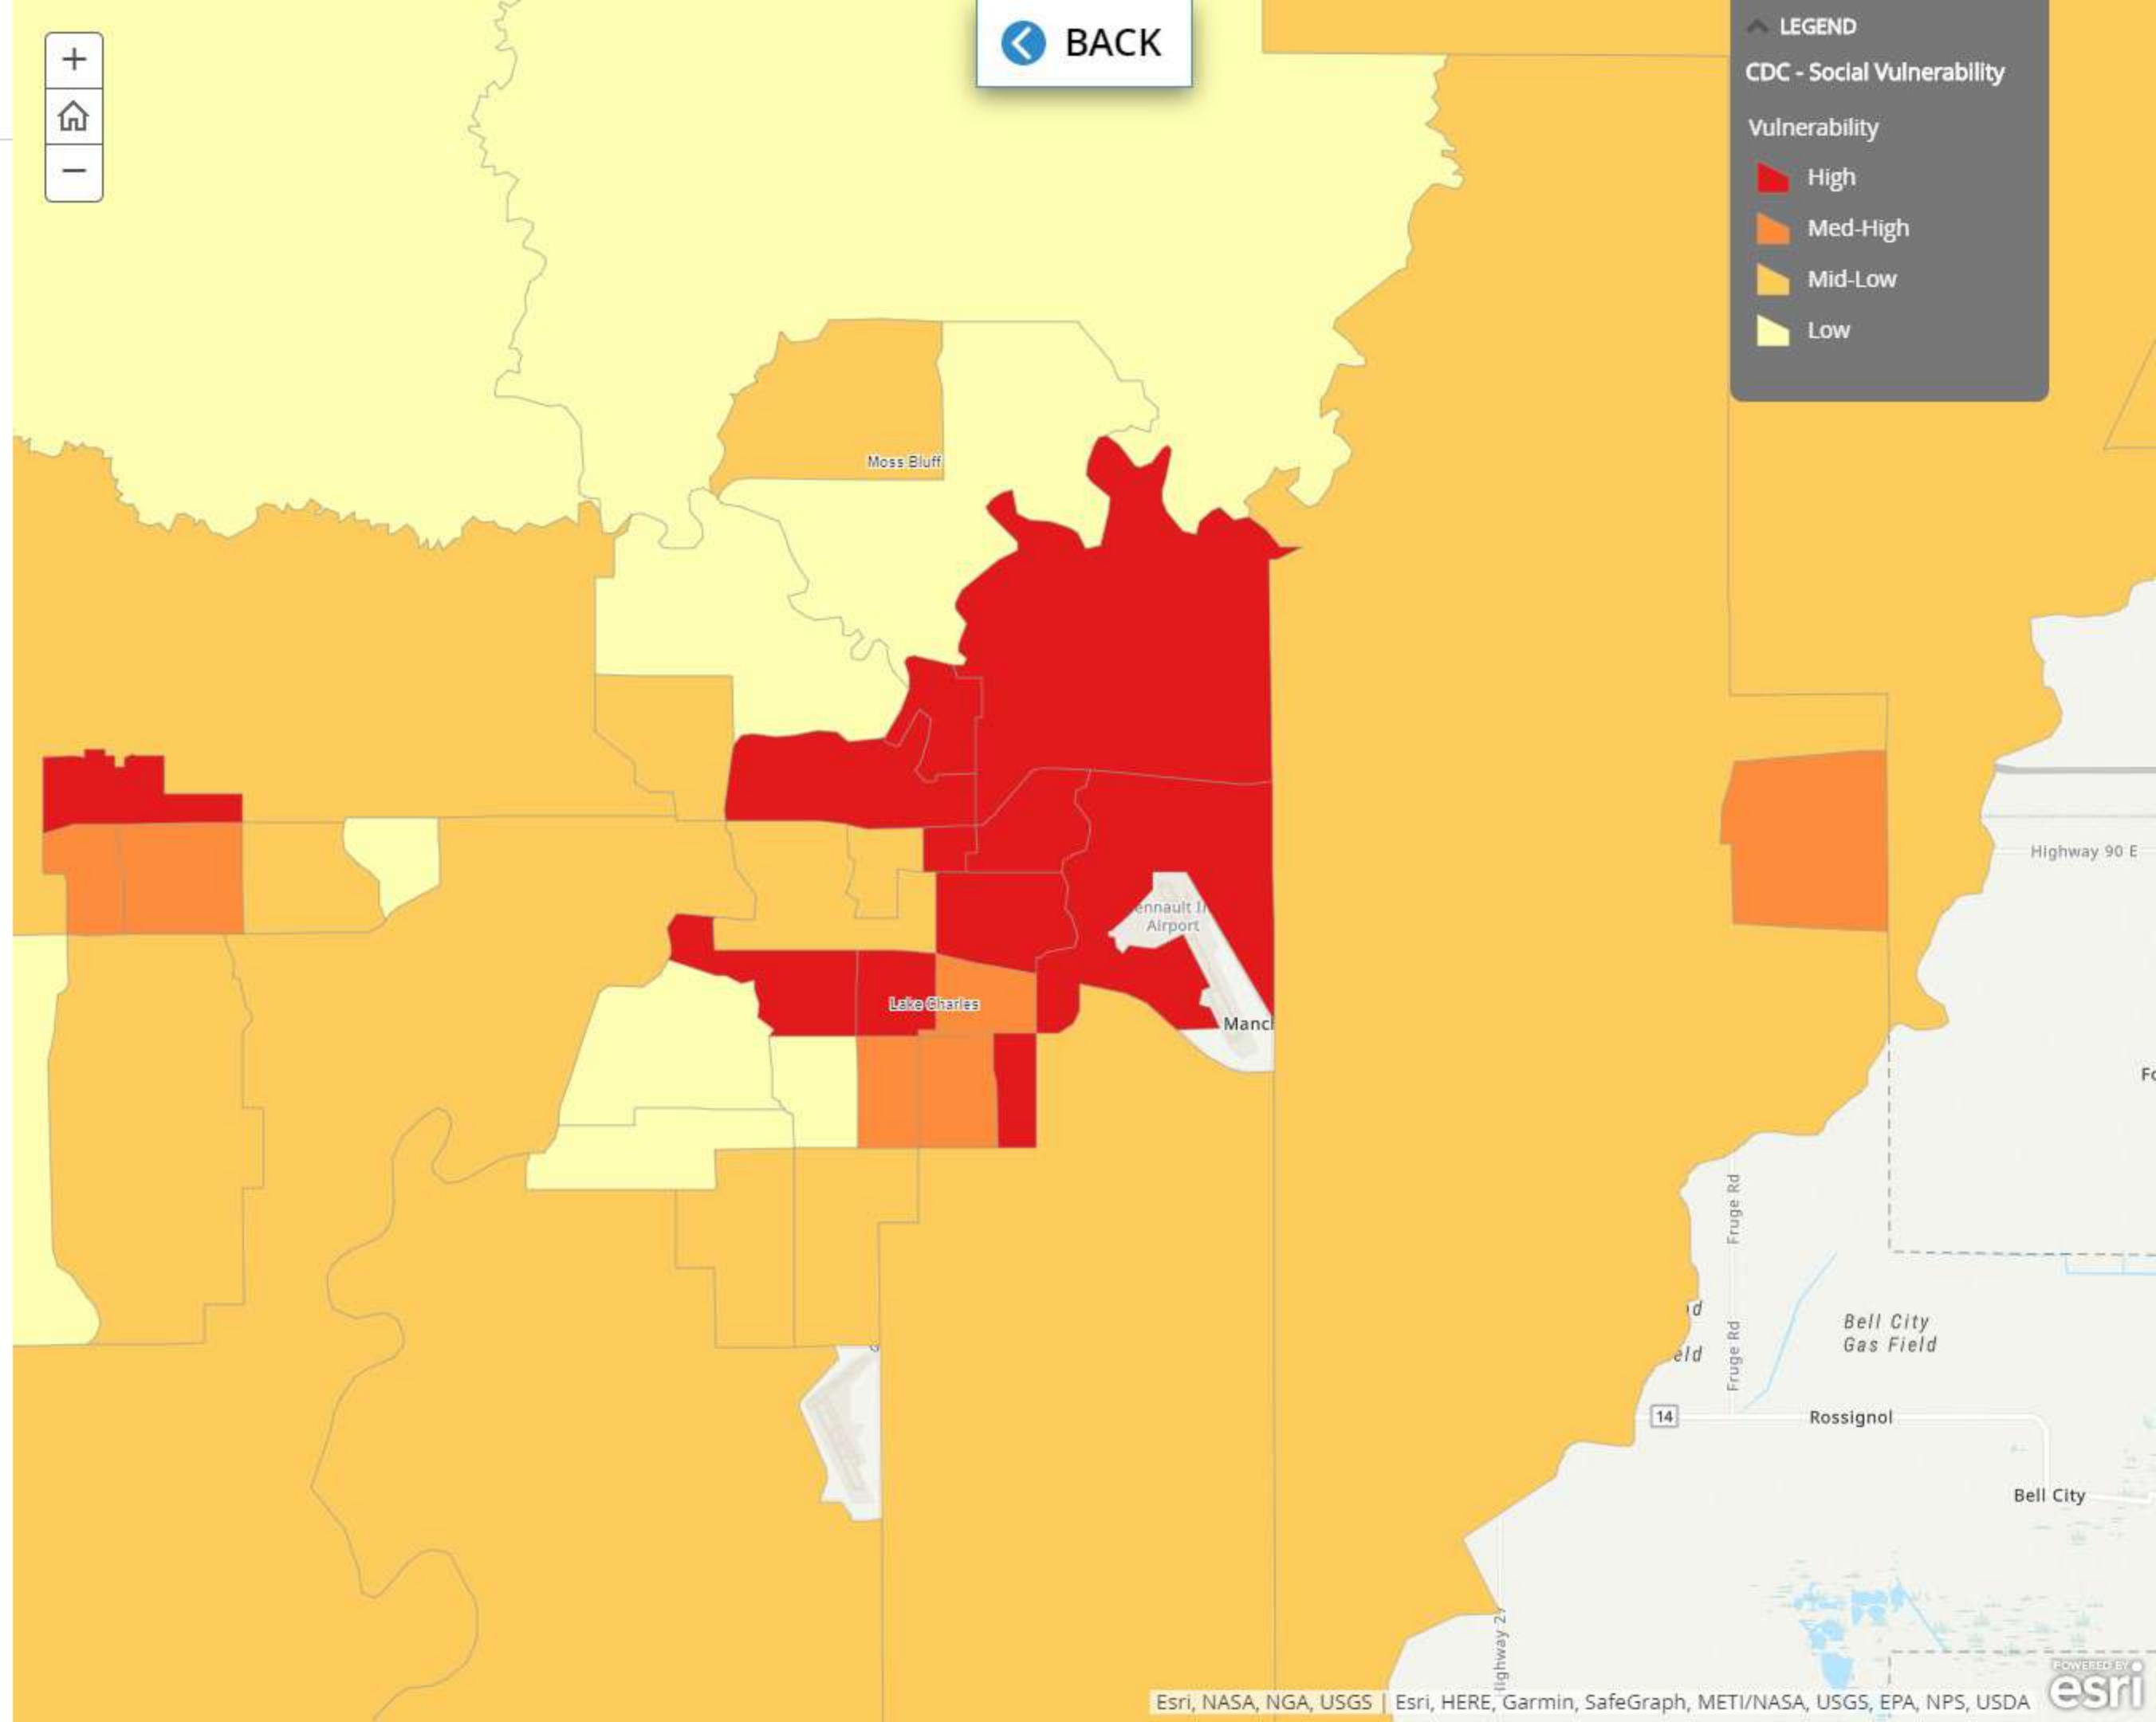 +
−
BACK
LEGEND
CDC - Social Vulnerability
Vulnerability
High
Med-High
Mid-Low
Low
Moss Bluff
Highway 90 E
Airport
Lake Charles
Fruge Rd
Bell City
Gas Field
Fruge Rd
14
Rossignol
Bell City
Esri, NASA, NGA, USGS | Esri, HERE, Garmin, SafeGraph, METI/NASA, USGS, EPA, NPS, USDA
POWERED BY
esri